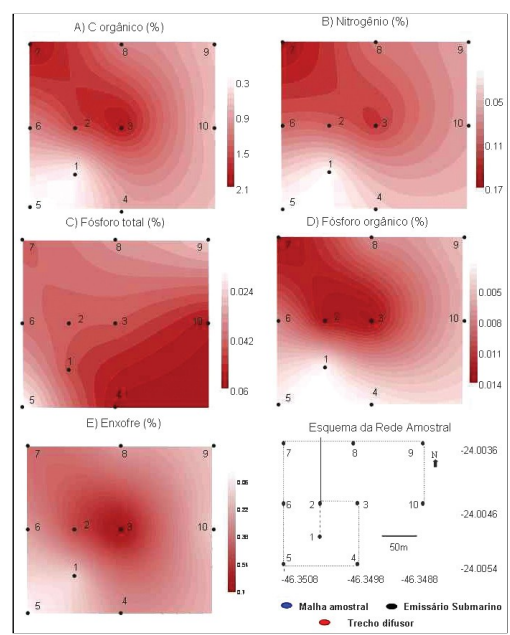 A) C orgânico (%)
7 8 9
6 2 3 10
1
5 4
0.3
0.9
1.5
2.1
B) Nitrogênio (%)
7 8 9
6 2 3 10
1
5 4
0.05
0.11
0.17
C) Fósforo total (%)
7 8 9
6 2 3 10
1
5 4
0.024
0.042
0.06
D) Fósforo orgânico (%)
7 8 9
6 2 3 10
1
5 4
0.005
0.008
0.011
0.014
E) Enxofre (%)
7 8 9
6 2 3 10
1
5 4
0.1
Esquema da Rede Amostral
7 8 9
N
6 2 3 10
1
50m
5 4
-24.0036
-24.0046
-24.0054
-46.3508 -46.3498 -46.3488
Malha amostral Emissário Submarino
Trecho difusor